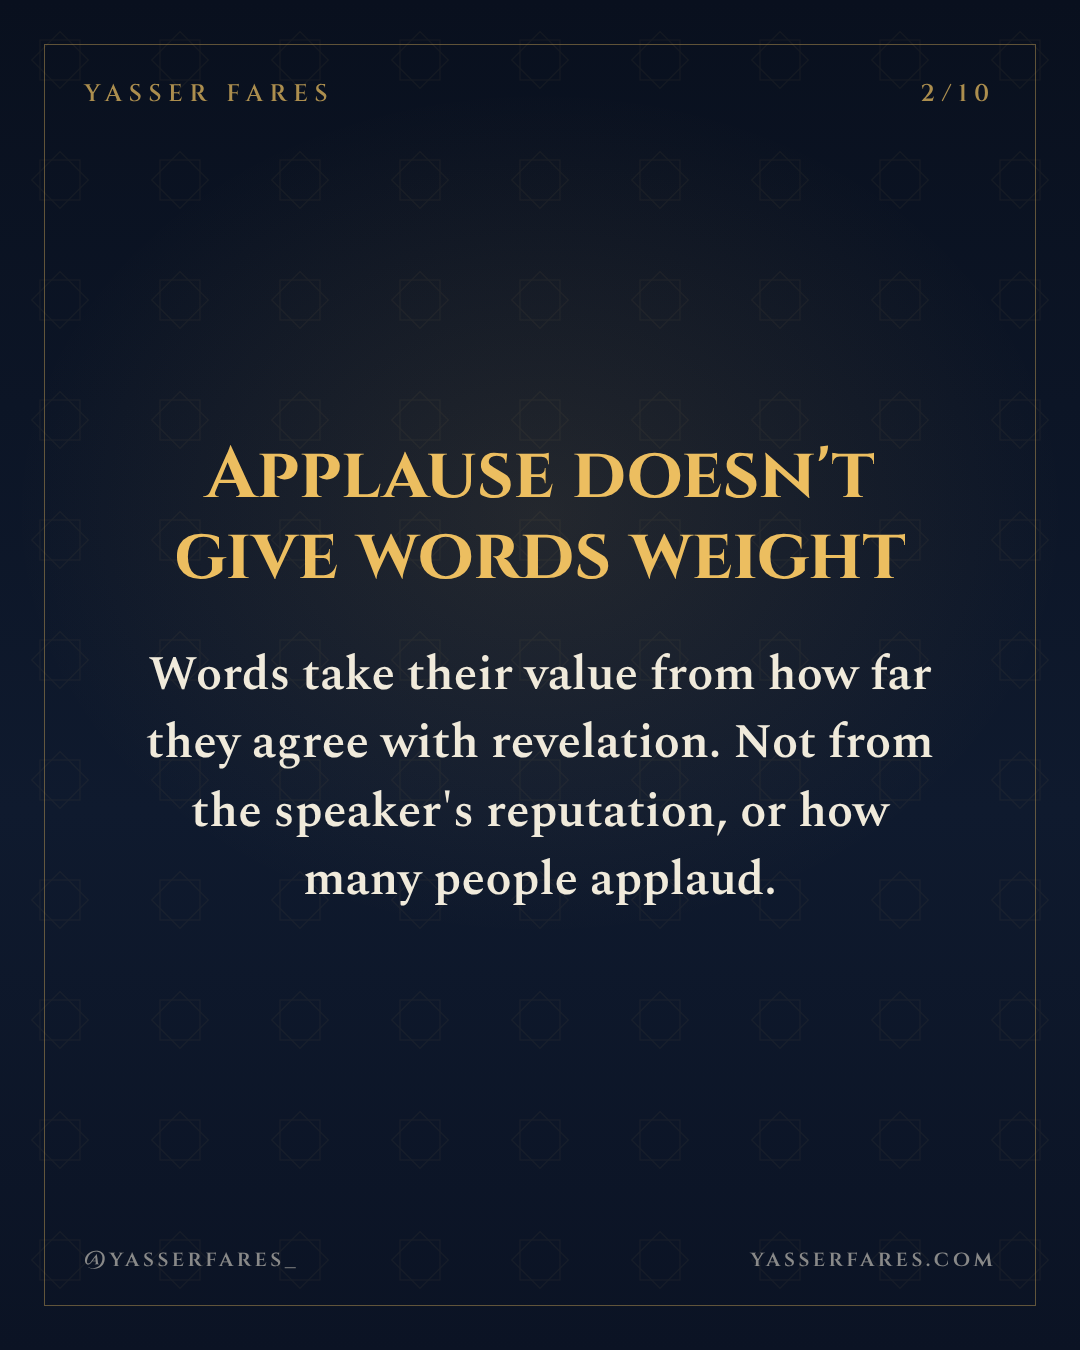 YASSER FARES
2/10
APPLAUSE DOESN'T
GIVE WORDS WEIGHT
Words take their value from how far
they agree with revelation. Not from
the speaker's reputation, or how
many people applaud.
@YASSERFARES_
YASSERFARES.COM